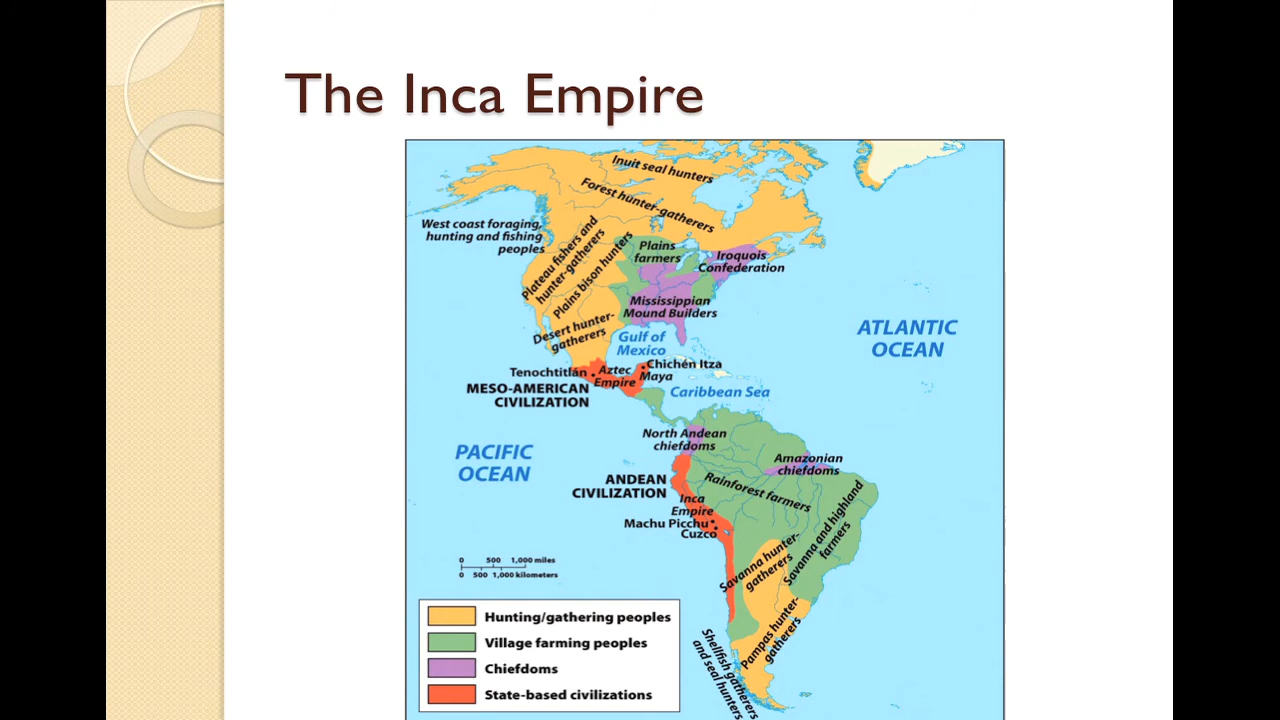 The Inca Empire
Inuit seal hunters
Forest hunter-gatherers
West coast foraging,
hunting and fishing
peoples
Plateau fishers and
hunter-gatherers
Plains bison hunters
Plains
farmers
Iroquois
Confederation
Mississippian
Mound Builders
Desert hunter-
gatherers
Gulf of
Mexico
ATLANTIC
OCEAN
Chichén Itza
Maya
Tenochtitlán
Aztec
Empire
MESO-AMERICAN
CIVILIZATION
Caribbean Sea
PACIFIC
OCEAN
North Andean
chiefdoms
Amazonian
chiefdoms
ANDEAN
CIVILIZATION
Rainforest farmers
Inca
Empire
Machu Picchu
Cuzco
Savanna and highland
farmers
Savanna hunter-
gatherers
Pampas hunter-
gatherers
Shellfish gatherers
and seal hunters
0 500 1,000 miles
0 500 1,000 kilometers
Hunting/gathering peoples
Village farming peoples
Chiefdoms
State-based civilizations